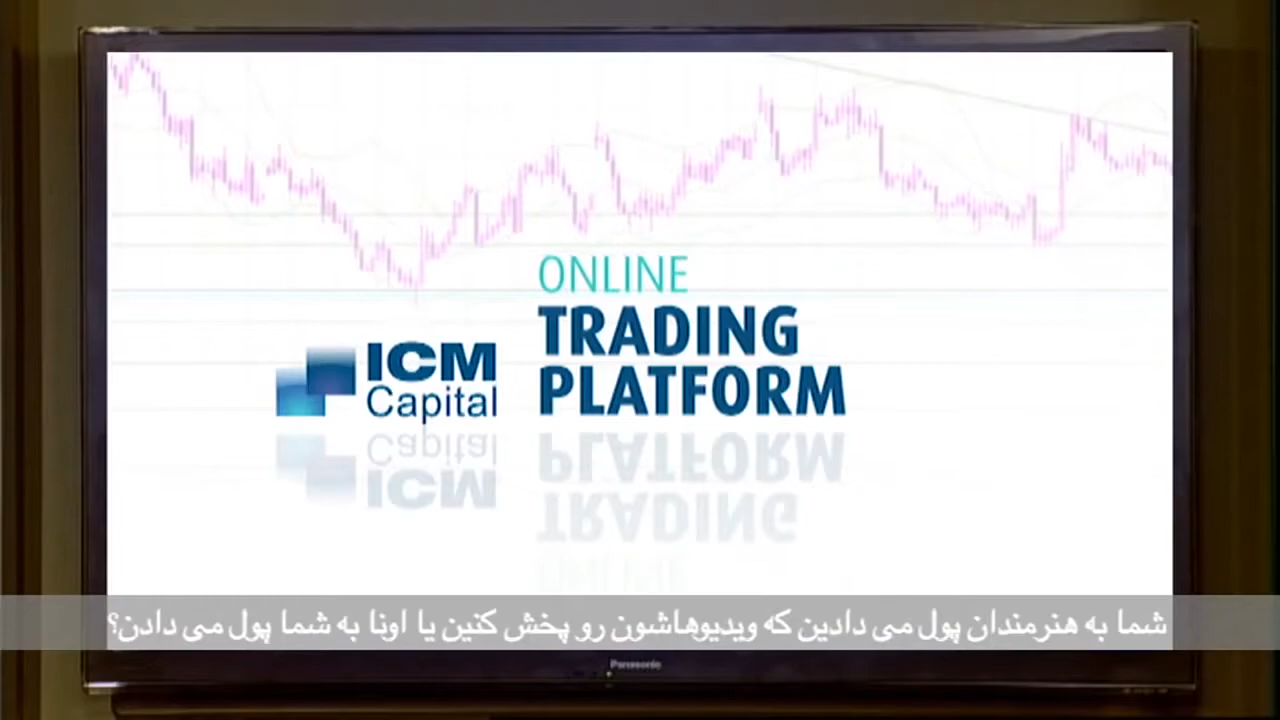 ONLINE
TRADING
PLATFORM
ICM
Capital
شما به هنرمندان پول می دادین که ویدیوهاشون رو پخش کنین یا اونا به شما پول می دادن؟
Panasonic